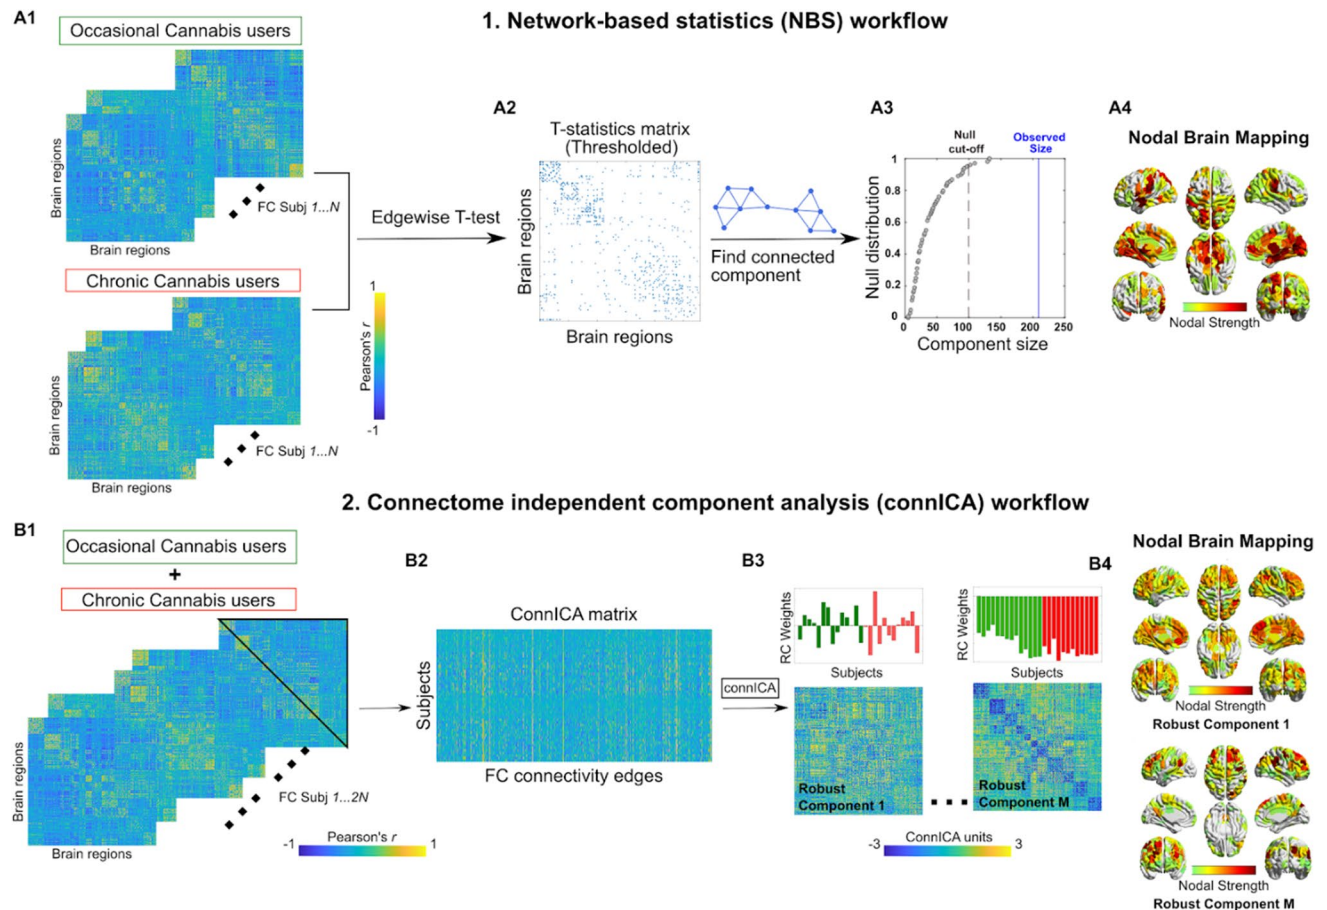 1. Network-based statistics (NBS) workflow
A1
Occasional Cannabis users
Brain regions
Brain regions
FC Subj 1...N
Chronic Cannabis users
Brain regions
Brain regions
FC Subj 1...N
Edgewise T-test
1
Pearson's r
-1
A2
T-statistics matrix
(Thresholded)
Brain regions
Brain regions
Find connected
component
A3
Null
cut-off
Observed
Size
Null distribution
1
0.8
0.6
0.4
0.2
0
0 50 100 150 200 250
Component size
A4
Nodal Brain Mapping
Nodal Strength
2. Connectome independent component analysis (connICA) workflow
B1
Occasional Cannabis users
+
Chronic Cannabis users
Brain regions
Brain regions
FC Subj 1...2N
Pearson's r
-1 1
B2
ConnICA matrix
Subjects
FC connectivity edges
connICA
B3
RC Weights
Subjects
Robust
Component 1
RC Weights
Subjects
Robust
Component M
ConnICA units
-3 3
B4
Nodal Brain Mapping
Nodal Strength
Robust Component 1
Nodal Strength
Robust Component M